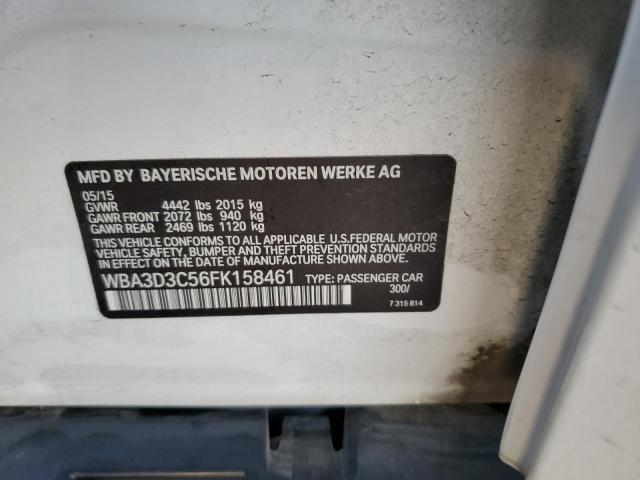 MFD BY BAYERISCHE MOTOREN WERKE AG
05/15
GVWR 4442 lbs 2015 kg
GAWR FRONT 2072 lbs 940 kg
GAWR REAR 2469 lbs 1120 kg
THIS VEHICLE CONFORMS TO ALL APPLICABLE U.S.FEDERAL MOTOR
VEHICLE SAFETY, BUMPER AND THEFT PREVENTION STANDARDS
IN EFFECT ON THE DATE OF MANUFACTURE SHOWN ABOVE.
WBA3D3C56FK158461 TYPE: PASSENGER CAR
300/
7 315 814